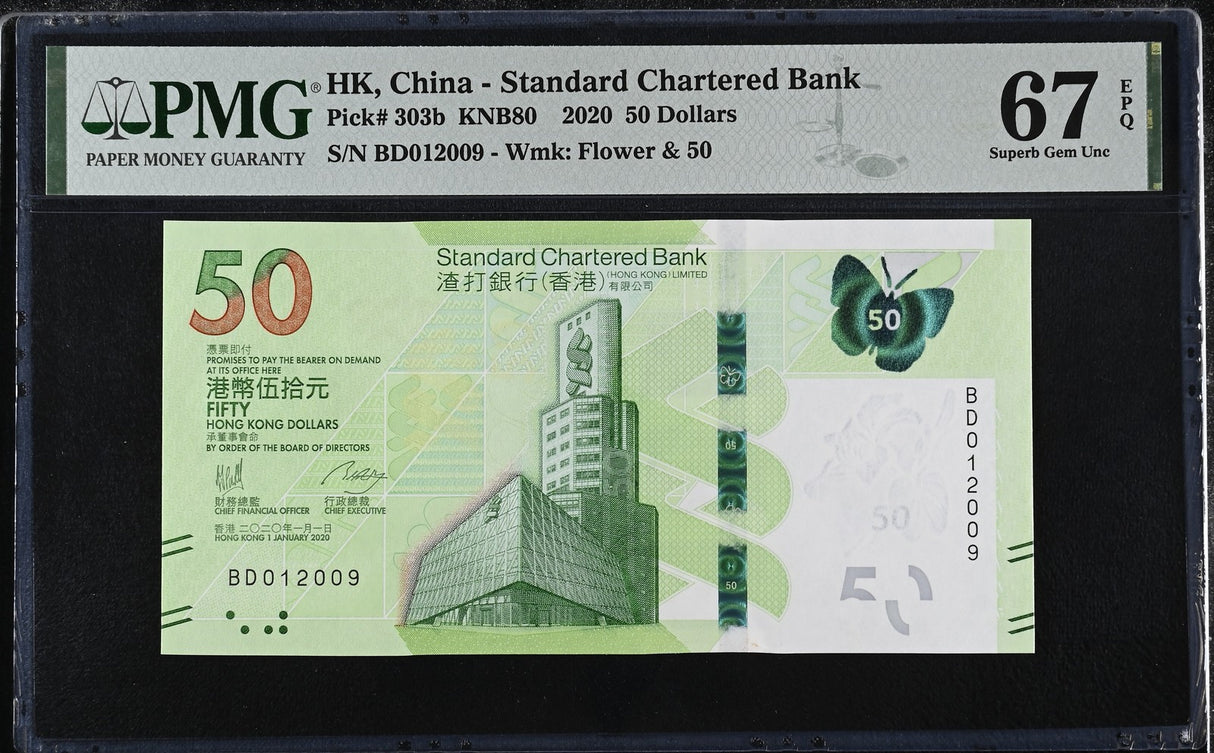 PMG®
PAPER MONEY GUARANTY
HK, China - Standard Chartered Bank
Pick# 303b KNB80 2020 50 Dollars
S/N BD012009 - Wmk: Flower & 50
67
EPQ
Superb Gem Unc
50
Standard Chartered Bank
(HONG KONG) LIMITED
渣打銀行(香港)有限公司
憑票即付
PROMISES TO PAY THE BEARER ON DEMAND
AT ITS OFFICE HERE
港幣伍拾元
FIFTY
HONG KONG DOLLARS
承董事會命
BY ORDER OF THE BOARD OF DIRECTORS
財務總監 行政總裁
CHIEF FINANCIAL OFFICER CHIEF EXECUTIVE
香港 二〇二〇年一月一日
HONG KONG 1 JANUARY 2020
BD012009
50
BD012009
50
50
50
50